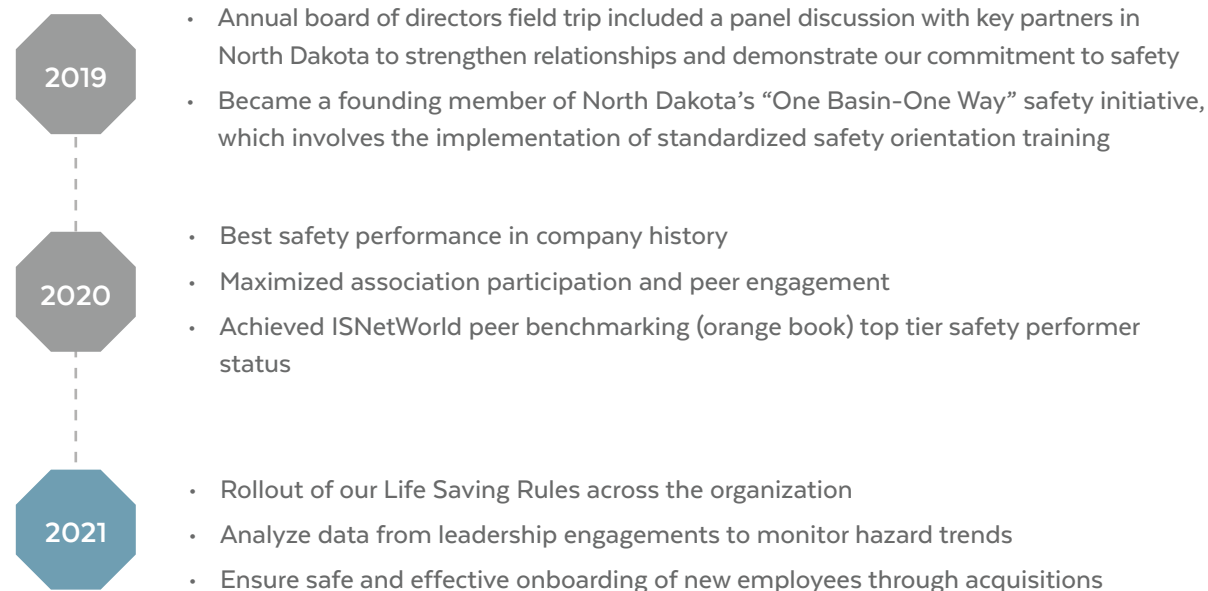 2019
• Annual board of directors field trip included a panel discussion with key partners in
North Dakota to strengthen relationships and demonstrate our commitment to safety
• Became a founding member of North Dakota’s “One Basin-One Way” safety initiative,
which involves the implementation of standardized safety orientation training
2020
• Best safety performance in company history
• Maximized association participation and peer engagement
• Achieved ISNetWorld peer benchmarking (orange book) top tier safety performer
status
2021
• Rollout of our Life Saving Rules across the organization
• Analyze data from leadership engagements to monitor hazard trends
• Ensure safe and effective onboarding of new employees through acquisitions